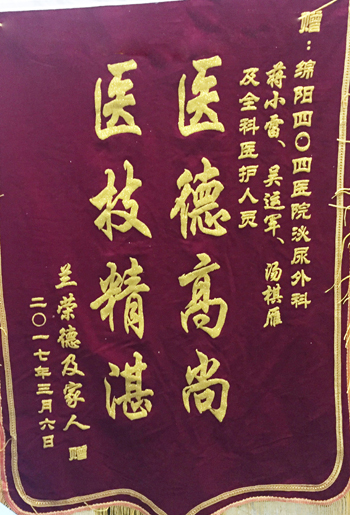 赠：绵阳四〇四医院泌尿外科
蒋小雷、吴运军、汤棋雁
及全科医护人员
医德高尚
医技精湛
兰荣德及家人 赠
二〇一七年三月六日